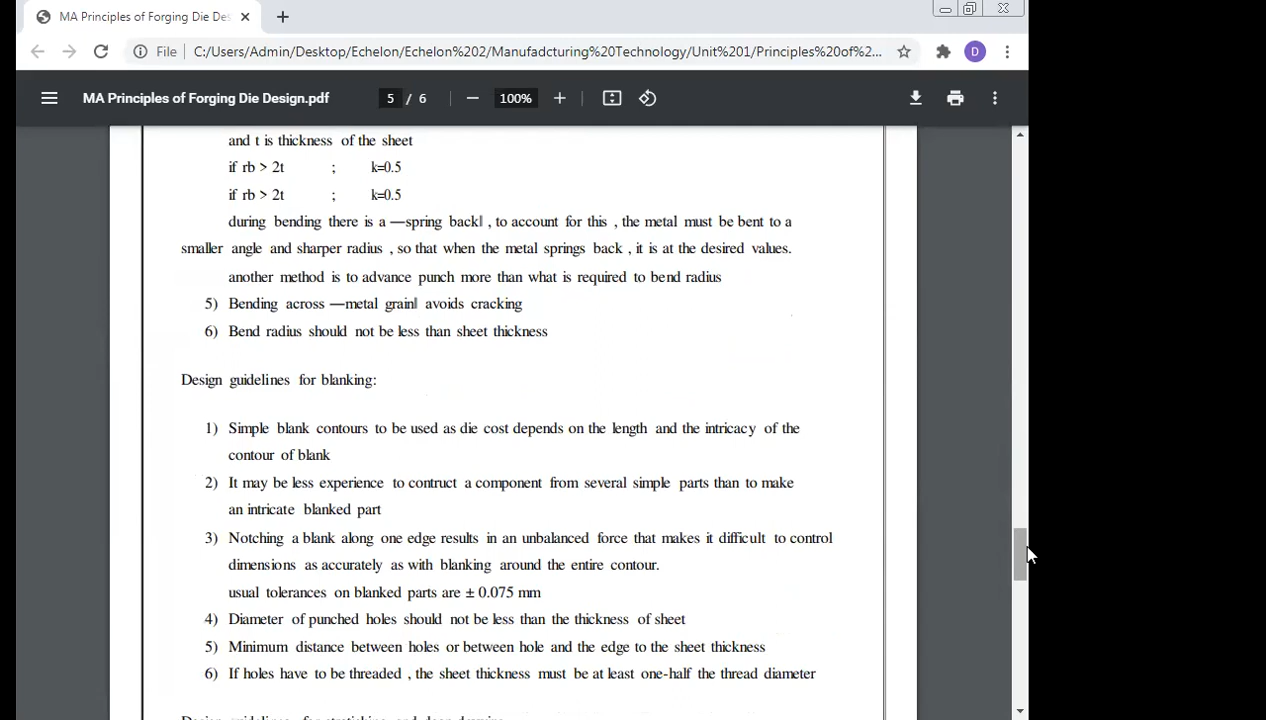 MA Principles of Forging Die Des
File C:/Users/Admin/Desktop/Echelon/Echelon%202/Manufadcturing%20Technology/Unit%201/Principles%20of%2... D
MA Principles of Forging Die Design.pdf 5 / 6 100%
and t is thickness of the sheet
if rb > 2t ; k=0.5
if rb > 2t ; k=0.5
during bending there is a ―spring back‖ , to account for this , the metal must be bent to a
smaller angle and sharper radius , so that when the metal springs back , it is at the desired values.
another method is to advance punch more than what is required to bend radius
5) Bending across ―metal grain‖ avoids cracking
6) Bend radius should not be less than sheet thickness
Design guidelines for blanking:
1) Simple blank contours to be used as die cost depends on the length and the intricacy of the
contour of blank
2) It may be less experience to contruct a component from several simple parts than to make
an intricate blanked part
3) Notching a blank along one edge results in an unbalanced force that makes it difficult to control
dimensions as accurately as with blanking around the entire contour.
usual tolerances on blanked parts are ± 0.075 mm
4) Diameter of punched holes should not be less than the thickness of sheet
5) Minimum distance between holes or between hole and the edge to the sheet thickness
6) If holes have to be threaded , the sheet thickness must be at least one-half the thread diameter